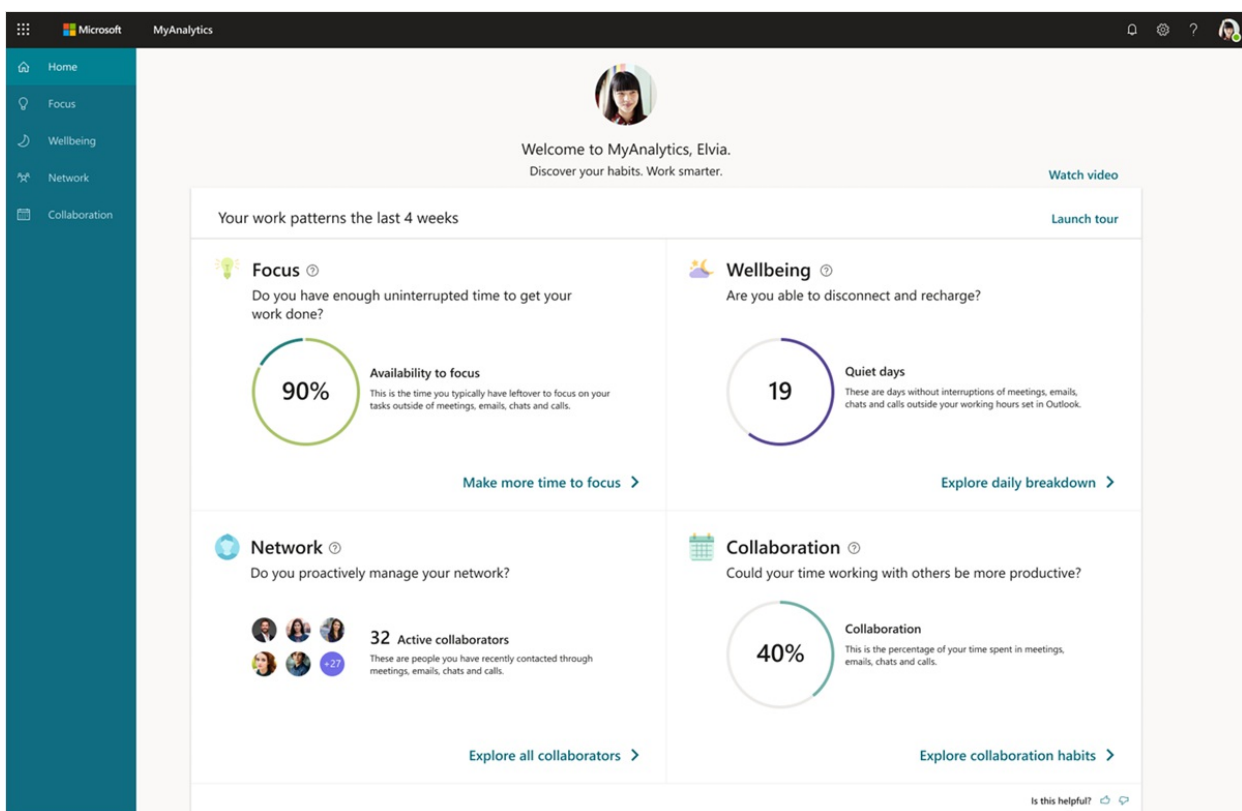 Microsoft
MyAnalytics
Home
Focus
Wellbeing
Network
Collaboration
Welcome to MyAnalytics, Elvia.
Discover your habits. Work smarter.
Watch video
Your work patterns the last 4 weeks
Launch tour
Focus
Do you have enough uninterrupted time to get your
work done?
90%
Availability to focus
This is the time you typically have leftover to focus on your
tasks outside of meetings, emails, chats and calls.
Make more time to focus
Wellbeing
Are you able to disconnect and recharge?
19
Quiet days
These are days without interruptions of meetings, emails,
chats and calls outside your working hours set in Outlook.
Explore daily breakdown
Network
Do you proactively manage your network?
+27
32 Active collaborators
These are people you have recently contacted through
meetings, emails, chats and calls.
Explore all collaborators
Collaboration
Could your time working with others be more productive?
40%
Collaboration
This is the percentage of your time spent in meetings,
emails, chats and calls.
Explore collaboration habits
Is this helpful?